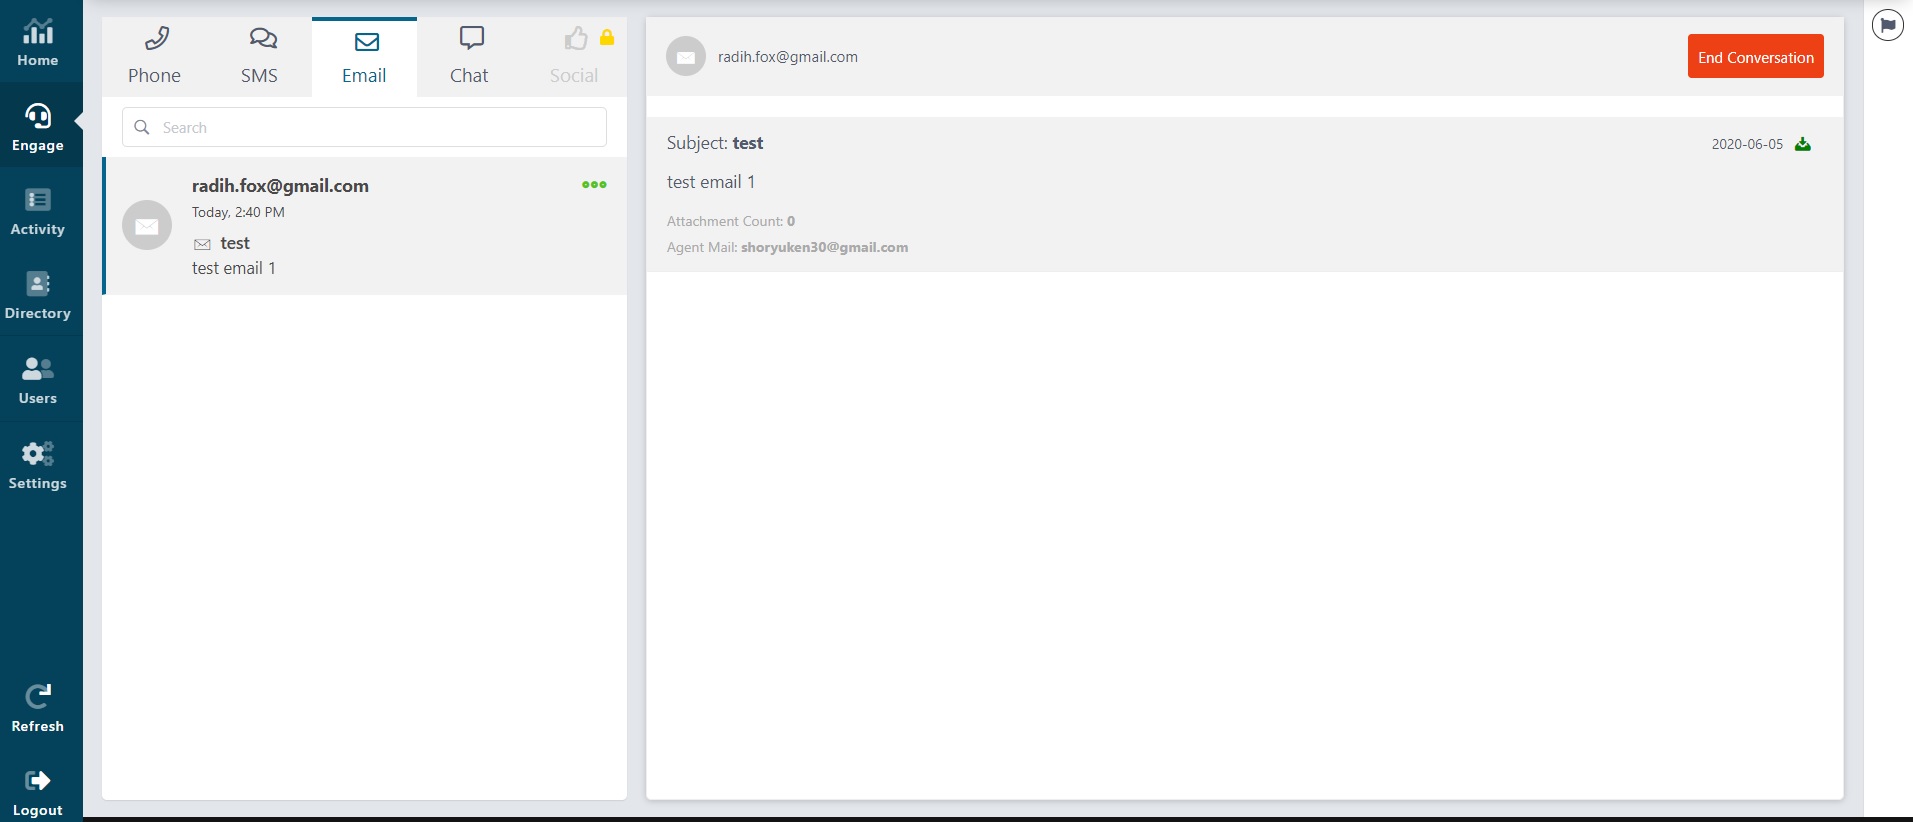 Home
Engage
Activity
Directory
Users
Settings
Refresh
Logout
Phone
SMS
Email
Chat
Social
Search
radih.fox@gmail.com
Today, 2:40 PM
test
test email 1
radih.fox@gmail.com
End Conversation
Subject: test
2020-06-05
test email 1
Attachment Count: 0
Agent Mail: shoryuken30@gmail.com